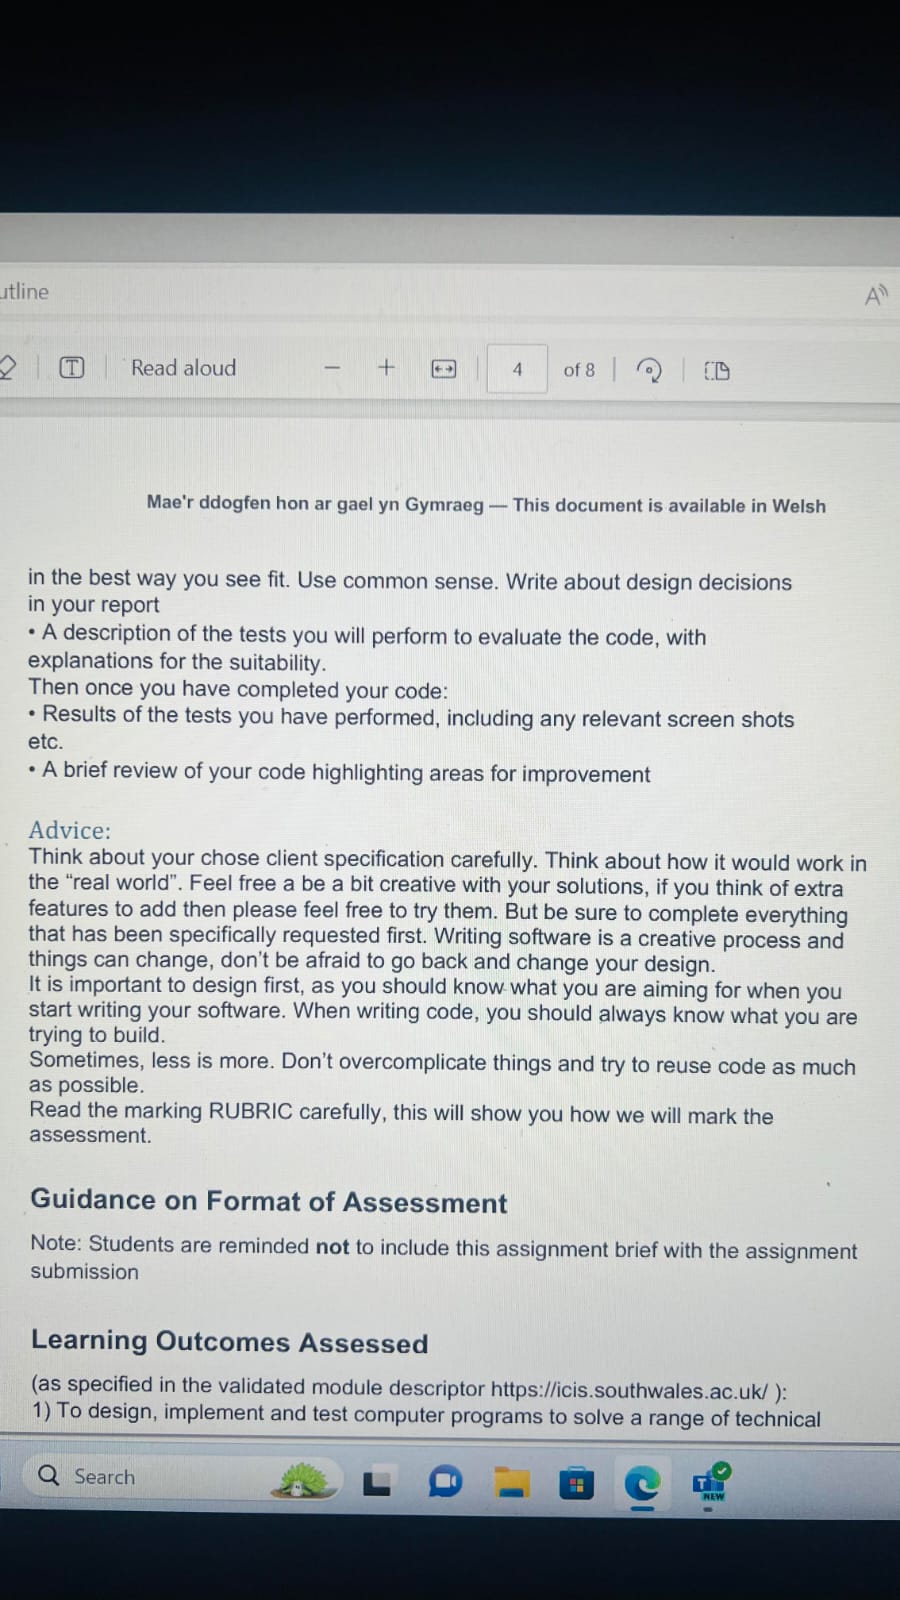 utline
A
T
Read aloud
4
of 8
Mae'r ddogfen hon ar gael yn Gymraeg — This document is available in Welsh
in the best way you see fit. Use common sense. Write about design decisions
in your report
• A description of the tests you will perform to evaluate the code, with
explanations for the suitability.
Then once you have completed your code:
• Results of the tests you have performed, including any relevant screen shots
etc.
• A brief review of your code highlighting areas for improvement
Advice:
Think about your chose client specification carefully. Think about how it would work in
the “real world”. Feel free a be a bit creative with your solutions, if you think of extra
features to add then please feel free to try them. But be sure to complete everything
that has been specifically requested first. Writing software is a creative process and
things can change, don’t be afraid to go back and change your design.
It is important to design first, as you should know what you are aiming for when you
start writing your software. When writing code, you should always know what you are
trying to build.
Sometimes, less is more. Don’t overcomplicate things and try to reuse code as much
as possible.
Read the marking RUBRIC carefully, this will show you how we will mark the
assessment.
Guidance on Format of Assessment
Note: Students are reminded not to include this assignment brief with the assignment
submission
Learning Outcomes Assessed
(as specified in the validated module descriptor https://icis.southwales.ac.uk/ ):
1) To design, implement and test computer programs to solve a range of technical
Search
T
NEW